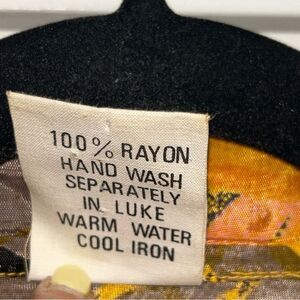 100% RAYON
HAND WASH
SEPARATELY
IN LUKE
WARM WATER
COOL IRON